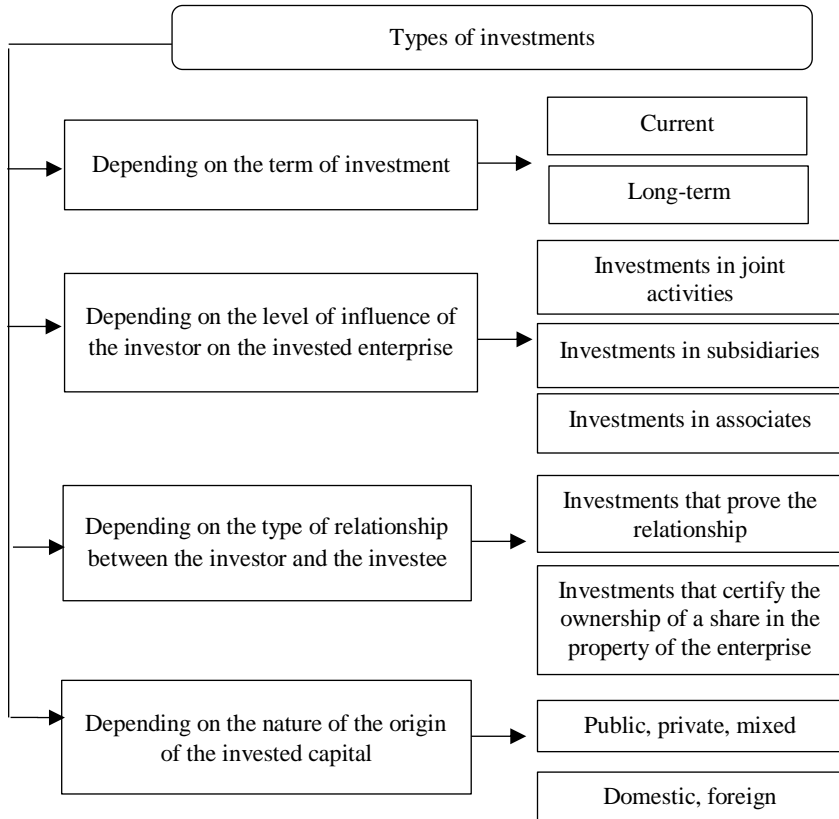 Types of investments
Depending on the term of investment
Current
Long-term
Depending on the level of influence of
the investor on the invested enterprise
Investments in joint
activities
Investments in subsidiaries
Investments in associates
Depending on the type of relationship
between the investor and the investee
Investments that prove the
relationship
Investments that certify the
ownership of a share in the
property of the enterprise
Depending on the nature of the origin
of the invested capital
Public, private, mixed
Domestic, foreign